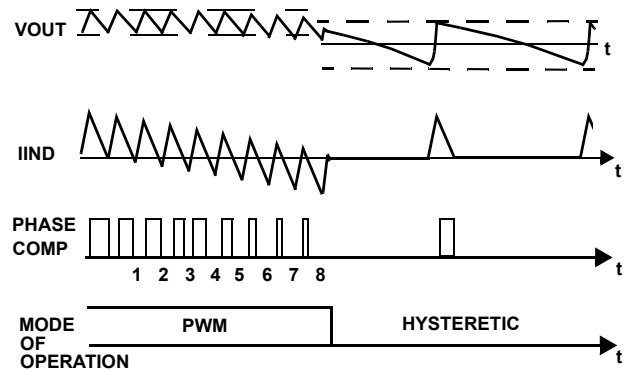 VOUT
t
IIND
t
PHASE
COMP
1 2 3 4 5 6 7 8
t
MODE
OF
OPERATION
PWM
HYSTERETIC
t